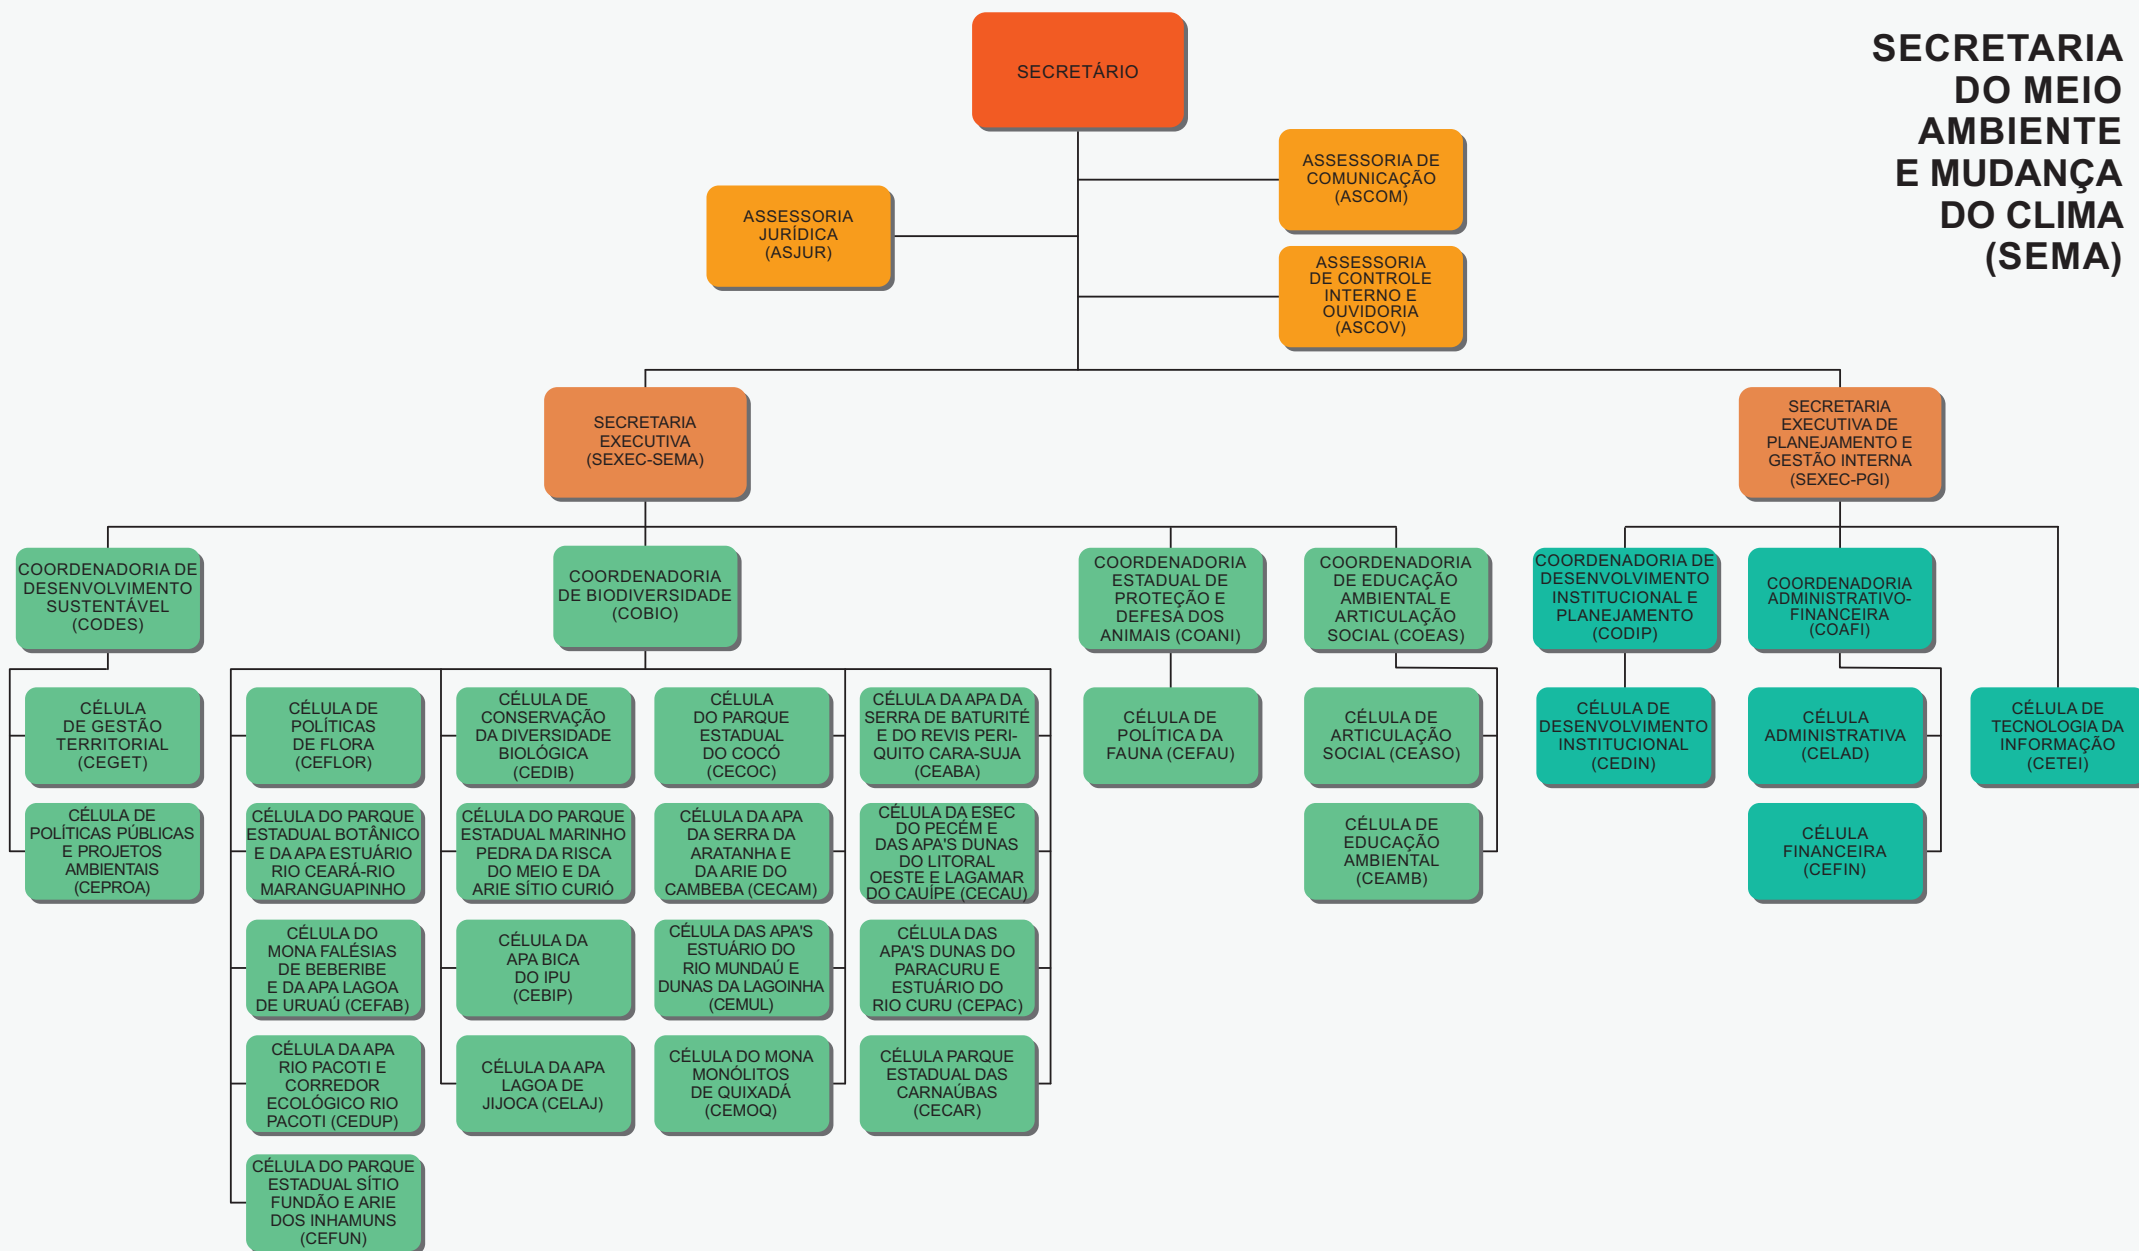 SECRETARIA
DO MEIO
AMBIENTE
E MUDANÇA
DO CLIMA
(SEMA)
SECRETÁRIO
ASSESSORIA DE
COMUNICAÇÃO
(ASCOM)
ASSESSORIA
JURÍDICA
(ASJUR)
ASSESSORIA
DE CONTROLE
INTERNO E
OUVIDORIA
(ASCOV)
SECRETARIA
EXECUTIVA
(SEXEC-SEMA)
SECRETARIA
EXECUTIVA DE
PLANEJAMENTO E
GESTÃO INTERNA
(SEXEC-PGI)
COORDENADORIA DE
DESENVOLVIMENTO
SUSTENTÁVEL
(CODES)
COORDENADORIA
DE BIODIVERSIDADE
(COBIO)
COORDENADORIA
ESTADUAL DE
PROTEÇÃO E
DEFESA DOS
ANIMAIS (COANI)
COORDENADORIA
DE EDUCAÇÃO
AMBIENTAL E
ARTICULAÇÃO
SOCIAL (COEAS)
COORDENADORIA DE
DESENVOLVIMENTO
INSTITUCIONAL E
PLANEJAMENTO
(CODIP)
COORDENADORIA
ADMINISTRATIVO-
FINANCEIRA
(COAFI)
CÉLULA
DE GESTÃO
TERRITORIAL
(CEGET)
CÉLULA DE
POLÍTICAS
DE FLORA
(CEFLOR)
CÉLULA DE
CONSERVAÇÃO
DA DIVERSIDADE
BIOLÓGICA
(CEDIB)
CÉLULA
DO PARQUE
ESTADUAL
DO COCÓ
(CECOC)
CÉLULA DA APA DA
SERRA DE BATURITÉ
E DO REVIS PERI-
QUITO CARA-SUJA
(CEABA)
CÉLULA DE
POLÍTICA DA
FAUNA (CEFAU)
CÉLULA DE
ARTICULAÇÃO
SOCIAL (CEASO)
CÉLULA DE
DESENVOLVIMENTO
INSTITUCIONAL
(CEDIN)
CÉLULA
ADMINISTRATIVA
(CELAD)
CÉLULA DE
TECNOLOGIA DA
INFORMAÇÃO
(CETEI)
CÉLULA DE
POLÍTICAS PÚBLICAS
E PROJETOS
AMBIENTAIS
(CEPROA)
CÉLULA DO PARQUE
ESTADUAL BOTÂNICO
E DA APA ESTUÁRIO
RIO CEARÁ-RIO
MARANGUAPINHO
CÉLULA DO PARQUE
ESTADUAL MARINHO
PEDRA DA RISCA
DO MEIO E DA
ARIE SÍTIO CURIÓ
CÉLULA DA APA
DA SERRA DA
ARATANHA E
DA ARIE DO
CAMBEBA (CECAM)
CÉLULA DA ESEC
DO PECÉM E
DAS APA'S DUNAS
DO LITORAL
OESTE E LAGAMAR
DO CAUÍPE (CECAU)
CÉLULA DE
EDUCAÇÃO
AMBIENTAL
(CEAMB)
CÉLULA
FINANCEIRA
(CEFIN)
CÉLULA DO
MONA FALÉSIAS
DE BEBERIBE
E DA APA LAGOA
DE URUAÚ (CEFAB)
CÉLULA DA
APA BICA
DO IPU
(CEBIP)
CÉLULA DAS APA'S
ESTUÁRIO DO
RIO MUNDAÚ E
DUNAS DA LAGOINHA
(CEMUL)
CÉLULA DAS
APA'S DUNAS DO
PARACURU E
ESTUÁRIO DO
RIO CURU (CEPAC)
CÉLULA DA APA
RIO PACOTI E
CORREDOR
ECOLÓGICO RIO
PACOTI (CEDUP)
CÉLULA DA APA
LAGOA DE
JIJOCA (CELAJ)
CÉLULA DO MONA
MONÓLITOS
DE QUIXADÁ
(CEMOQ)
CÉLULA PARQUE
ESTADUAL DAS
CARNAÚBAS
(CECAR)
CÉLULA DO PARQUE
ESTADUAL SÍTIO
FUNDÃO E ARIE
DOS INHAMUNS
(CEFUN)